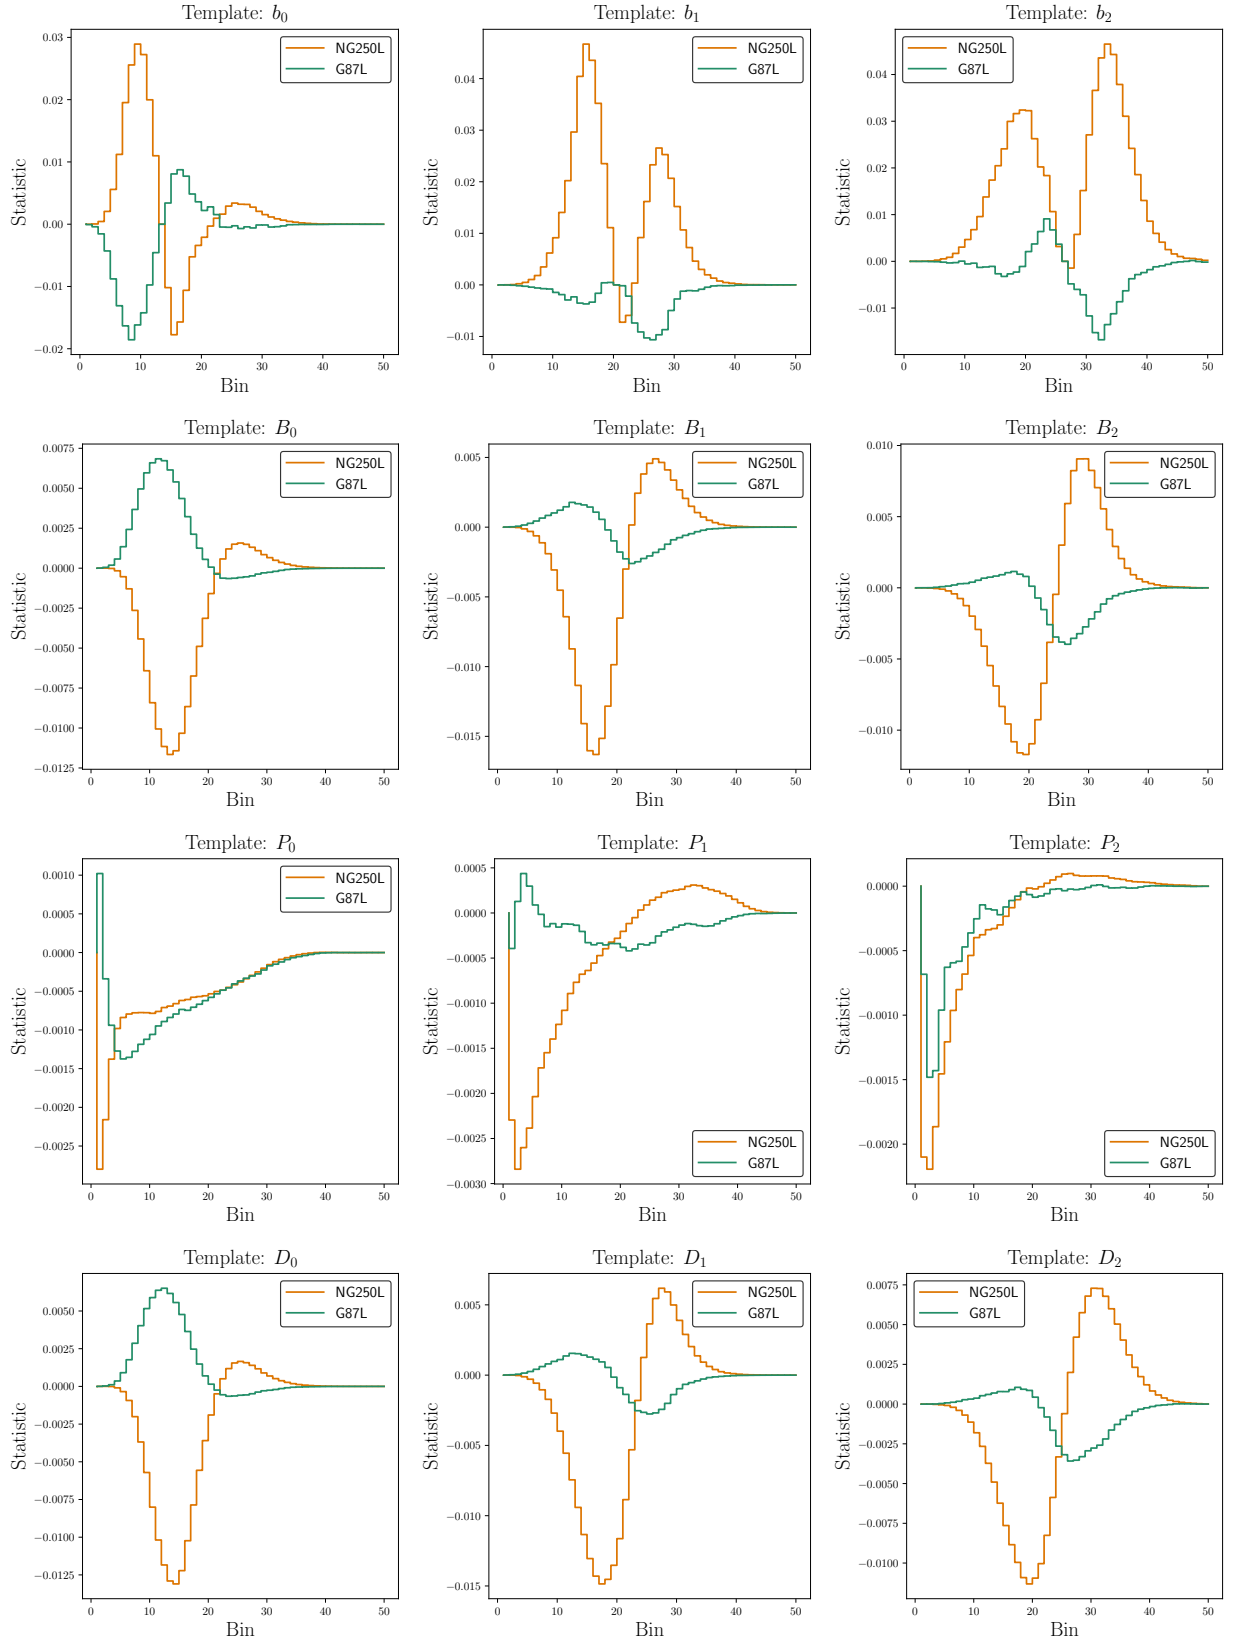 Template: b₀
0.03
0.02
0.01
0.00
−0.01
−0.02
Statistic
NG250L
G87L
0 10 20 30 40 50
Bin
Template: b₁
0.04
0.03
0.02
0.01
0.00
−0.01
Statistic
NG250L
G87L
0 10 20 30 40 50
Bin
Template: b₂
0.04
0.03
0.02
0.01
0.00
−0.01
Statistic
NG250L
G87L
0 10 20 30 40 50
Bin
Template: B₀
0.0075
0.0050
0.0025
0.0000
−0.0025
−0.0050
−0.0075
−0.0100
−0.0125
Statistic
NG250L
G87L
0 10 20 30 40 50
Bin
Template: B₁
0.005
0.000
−0.005
−0.010
−0.015
Statistic
NG250L
G87L
0 10 20 30 40 50
Bin
Template: B₂
0.010
0.005
0.000
−0.005
−0.010
Statistic
NG250L
G87L
0 10 20 30 40 50
Bin
Template: P₀
0.0010
0.0005
0.0000
−0.0005
−0.0010
−0.0015
−0.0020
−0.0025
Statistic
NG250L
G87L
0 10 20 30 40 50
Bin
Template: P₁
0.0005
0.0000
−0.0005
−0.0010
−0.0015
−0.0020
−0.0025
−0.0030
Statistic
NG250L
G87L
0 10 20 30 40 50
Bin
Template: P₂
0.0000
−0.0005
−0.0010
−0.0015
−0.0020
Statistic
NG250L
G87L
0 10 20 30 40 50
Bin
Template: D₀
0.0050
0.0025
0.0000
−0.0025
−0.0050
−0.0075
−0.0100
−0.0125
Statistic
NG250L
G87L
0 10 20 30 40 50
Bin
Template: D₁
0.005
0.000
−0.005
−0.010
−0.015
Statistic
NG250L
G87L
0 10 20 30 40 50
Bin
Template: D₂
0.0075
0.0050
0.0025
0.0000
−0.0025
−0.0050
−0.0075
−0.0100
Statistic
NG250L
G87L
0 10 20 30 40 50
Bin